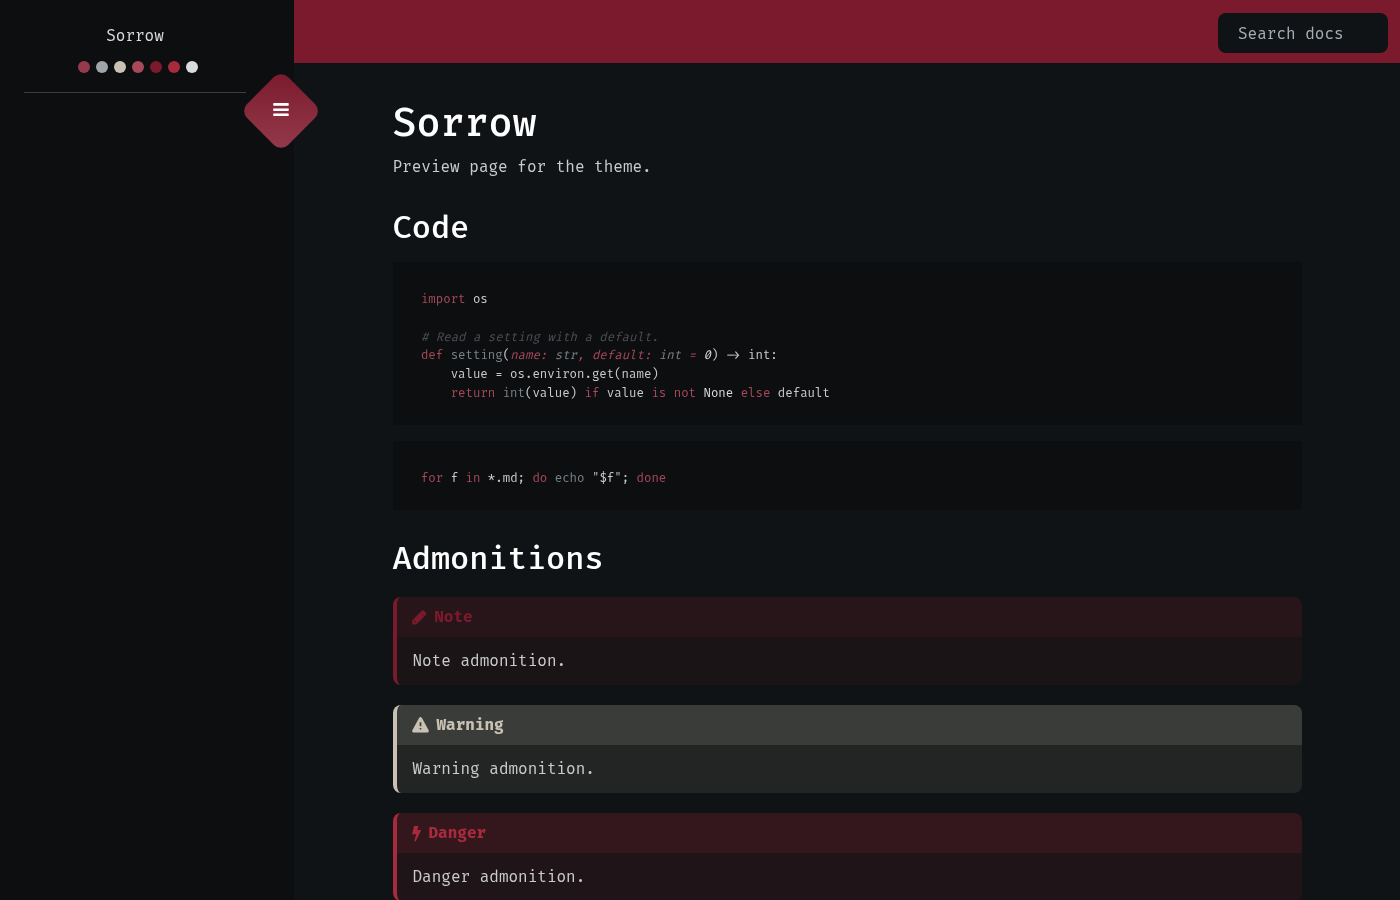 Sorrow
Search docs
Sorrow
Preview page for the theme.
Code
import os
# Read a setting with a default.
def setting(name: str, default: int = 0) -> int:
    value = os.environ.get(name)
    return int(value) if value is not None else default
for f in *.md; do echo "$f"; done
Admonitions
Note
Note admonition.
Warning
Warning admonition.
Danger
Danger admonition.